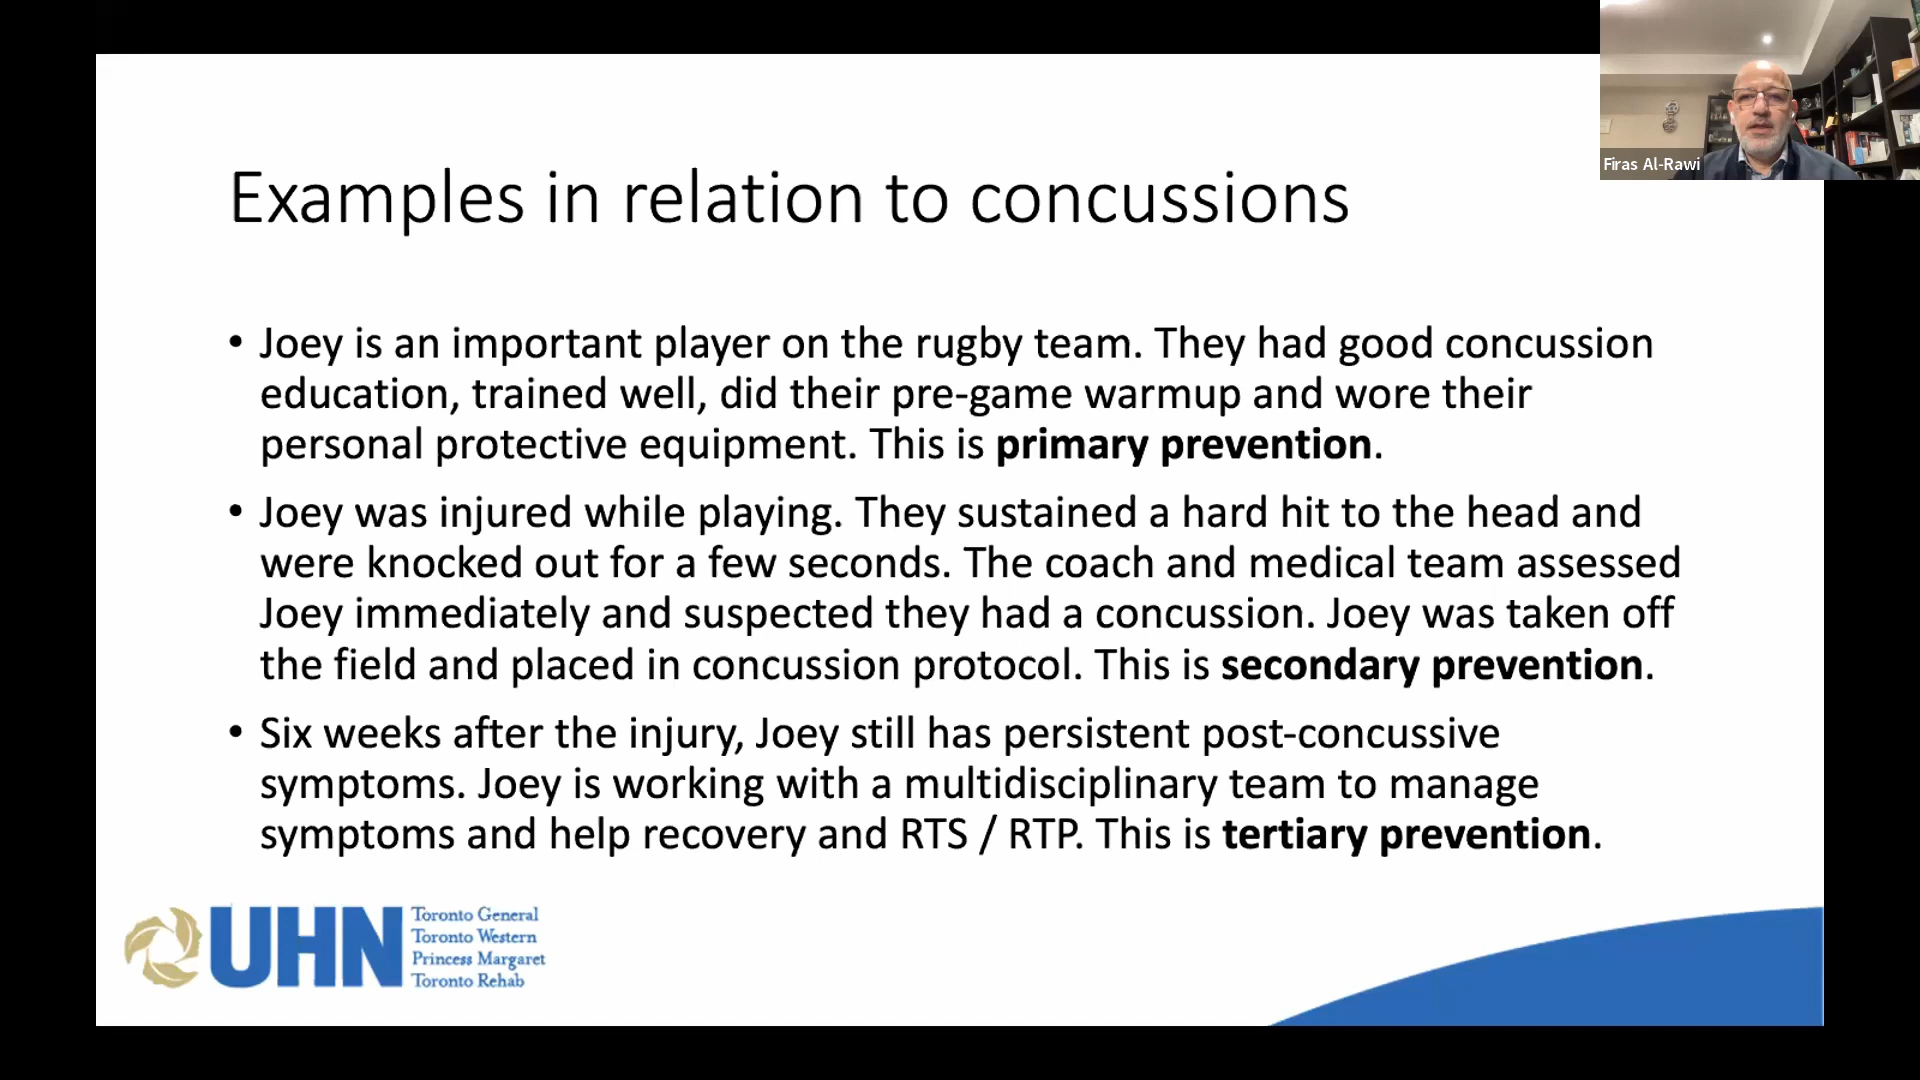 Examples in relation to concussions
Firas Al-Rawi
• Joey is an important player on the rugby team. They had good concussion
education, trained well, did their pre-game warmup and wore their
personal protective equipment. This is primary prevention.
• Joey was injured while playing. They sustained a hard hit to the head and
were knocked out for a few seconds. The coach and medical team assessed
Joey immediately and suspected they had a concussion. Joey was taken off
the field and placed in concussion protocol. This is secondary prevention.
• Six weeks after the injury, Joey still has persistent post-concussive
symptoms. Joey is working with a multidisciplinary team to manage
symptoms and help recovery and RTS / RTP. This is tertiary prevention.
UHN
Toronto General
Toronto Western
Princess Margaret
Toronto Rehab